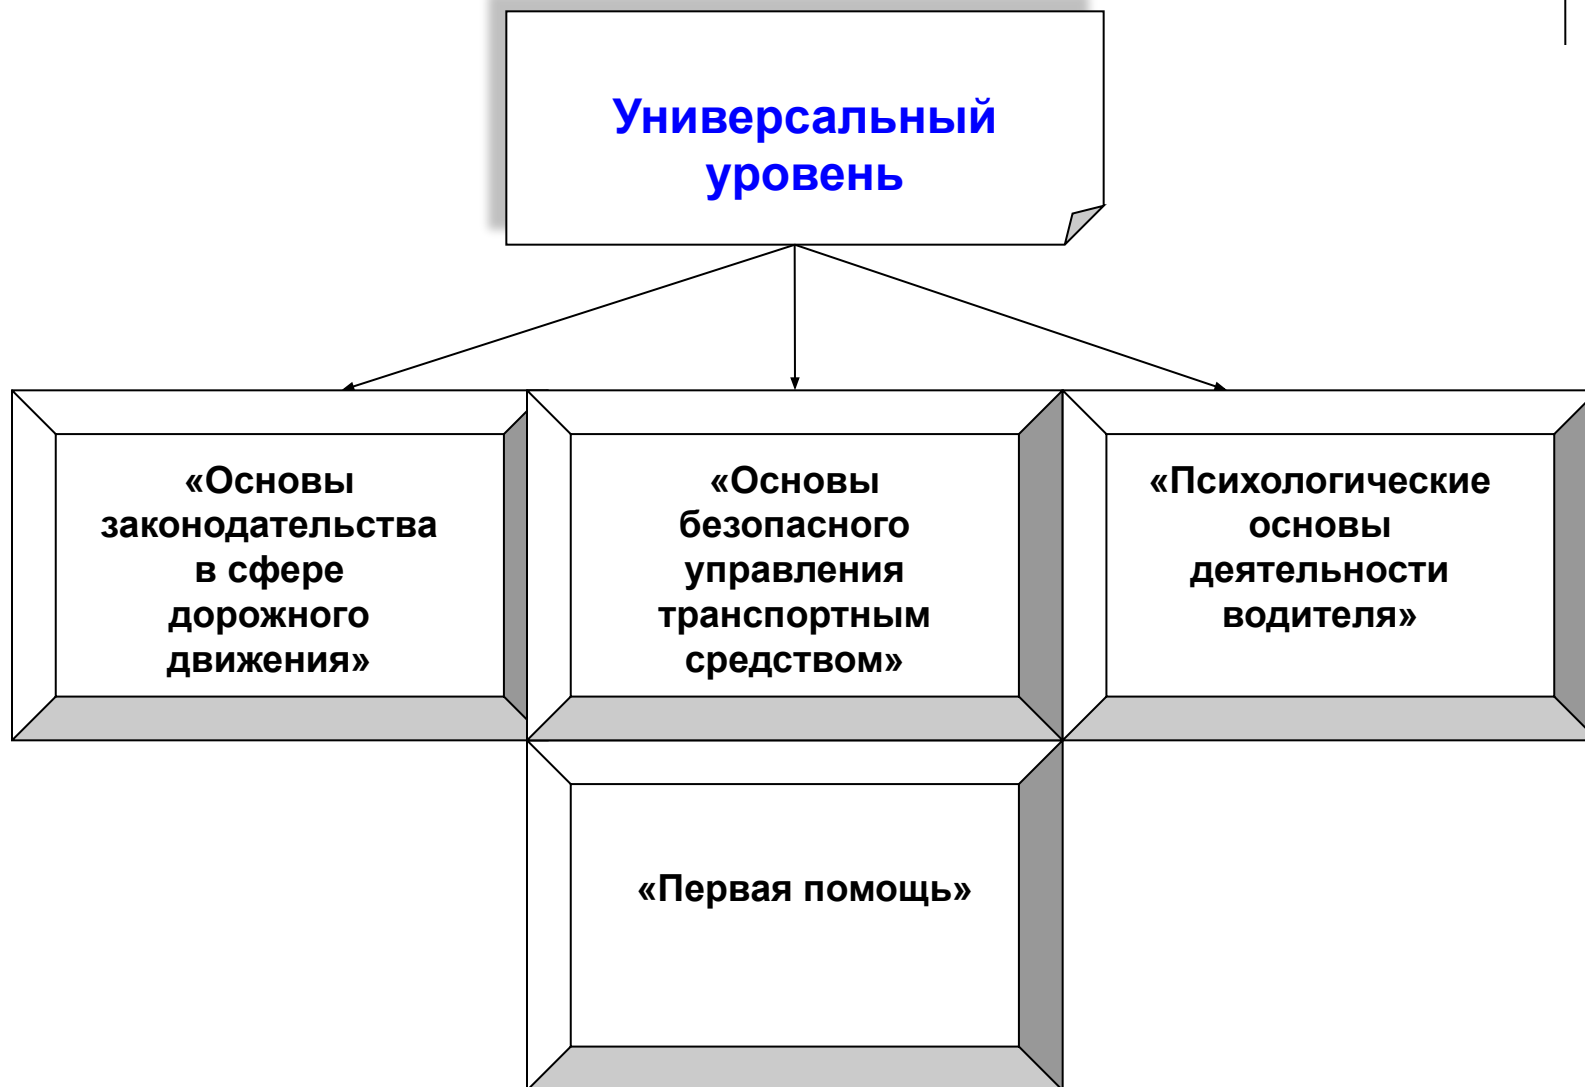 Универсальный
уровень
«Основы
законодательства
в сфере
дорожного
движения»
«Основы
безопасного
управления
транспортным
средством»
«Психологические
основы
деятельности
водителя»
«Первая помощь»